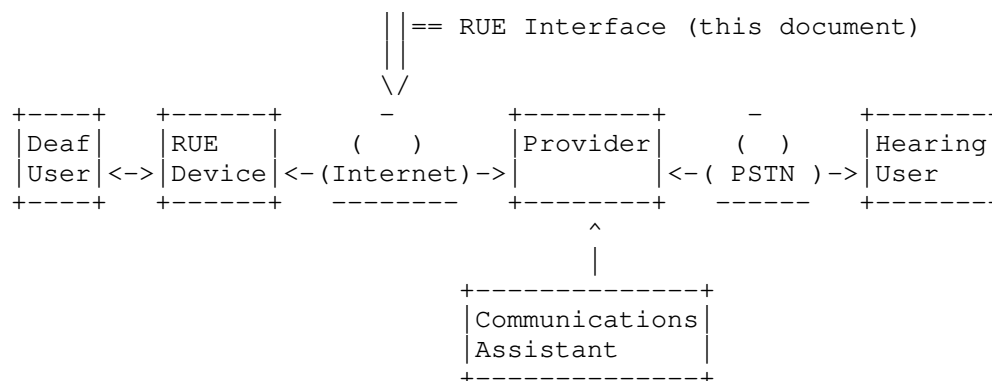 ||== RUE Interface (this document)
||
\/
+----+ +------+ - +--------+ - +--------
|Deaf| |RUE | ( ) |Provider| ( ) |Hearing
|User|<->|Device|<-(Internet)->| |<-( PSTN )->|User
+----+ +------+ -------- +--------+ ------ +--------
^
|
+--------------+
|Communications|
|Assistant |
+--------------+